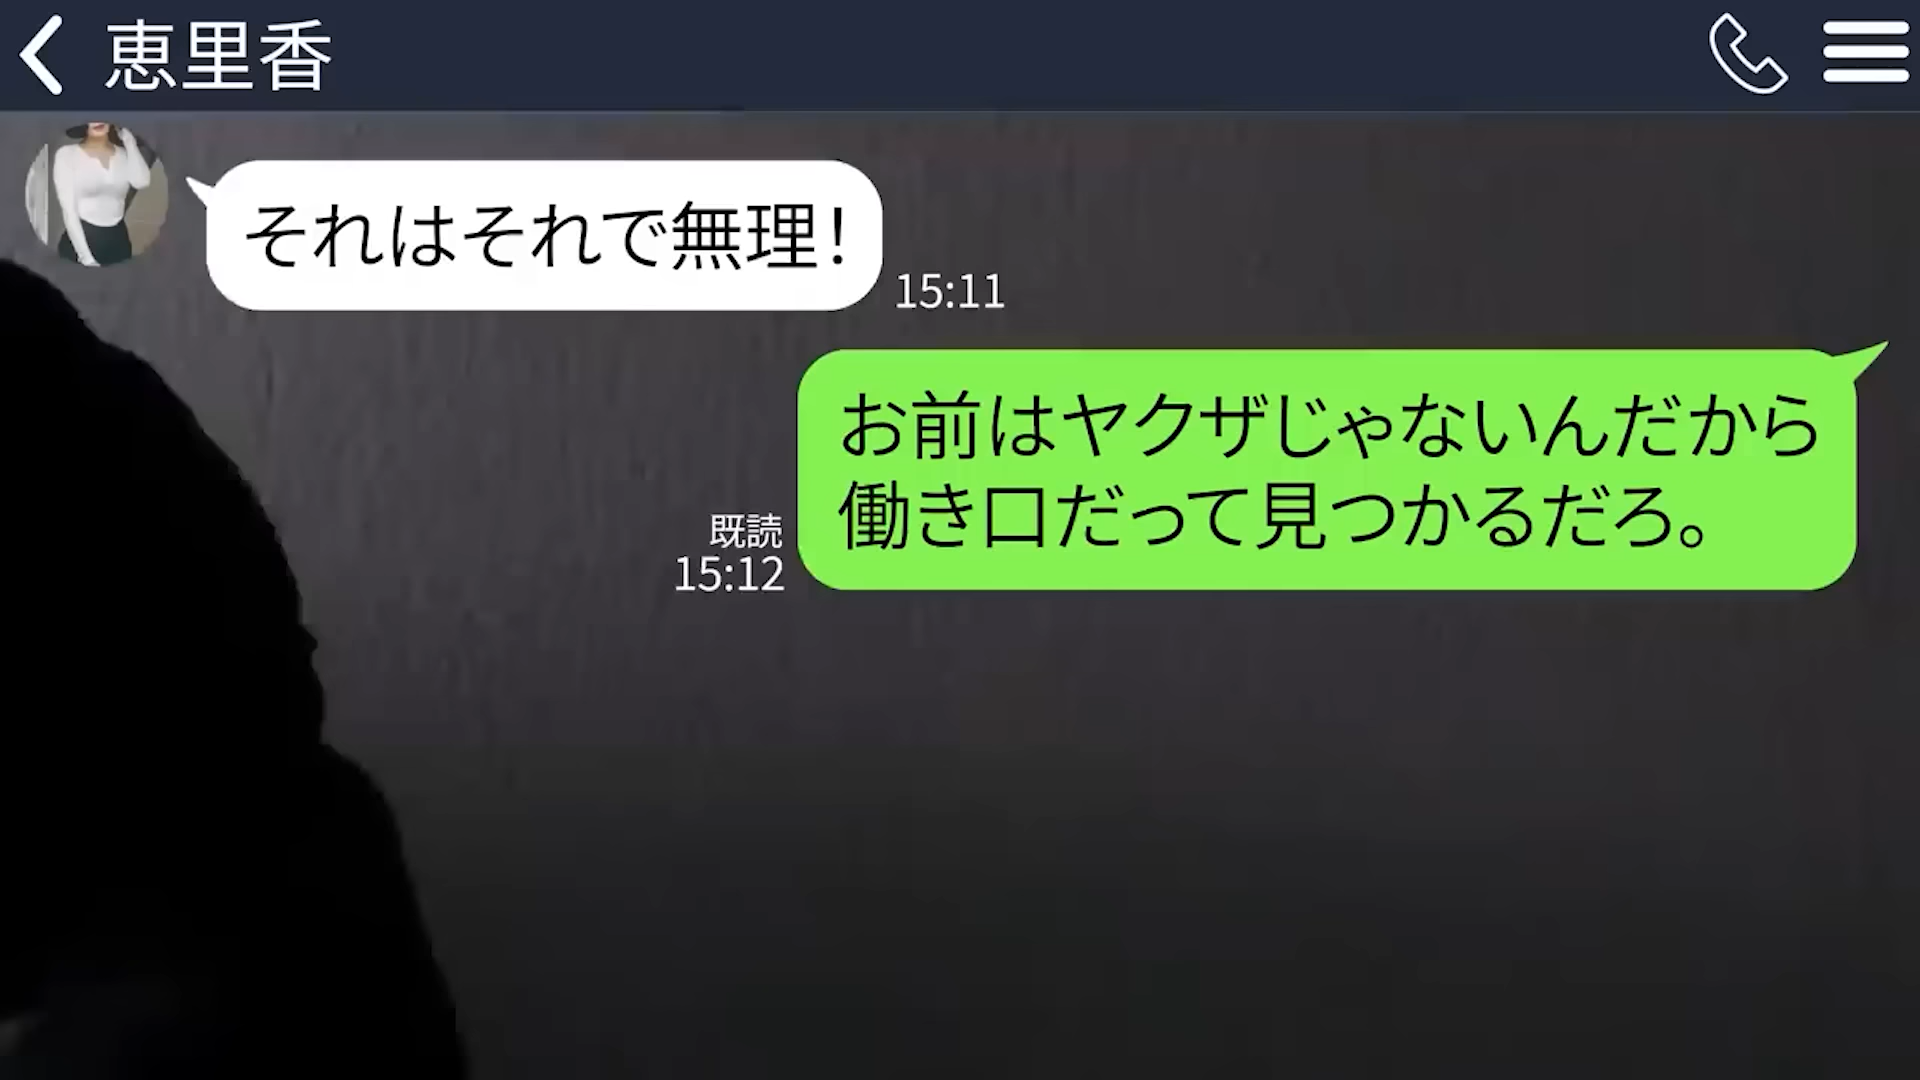 恵里香
それはそれで無理！
15:11
お前はヤクザじゃないんだから
働き口だって見つかるだろ。
既読
15:12